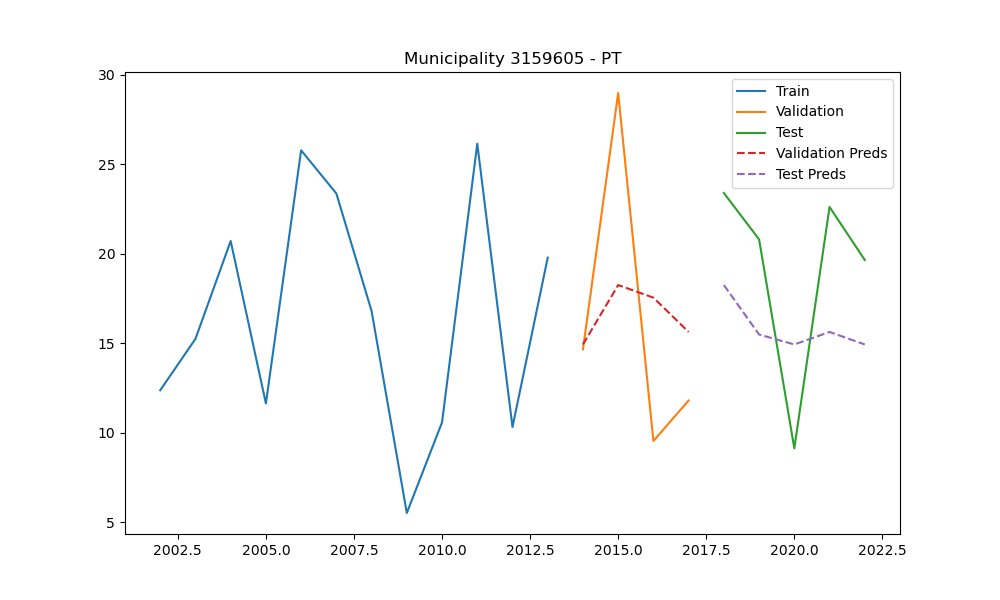 Municipality 3159605 - PT
Train
Validation
Test
Validation Preds
Test Preds
30
25
20
15
10
5
2002.5 2005.0 2007.5 2010.0 2012.5 2015.0 2017.5 2020.0 2022.5